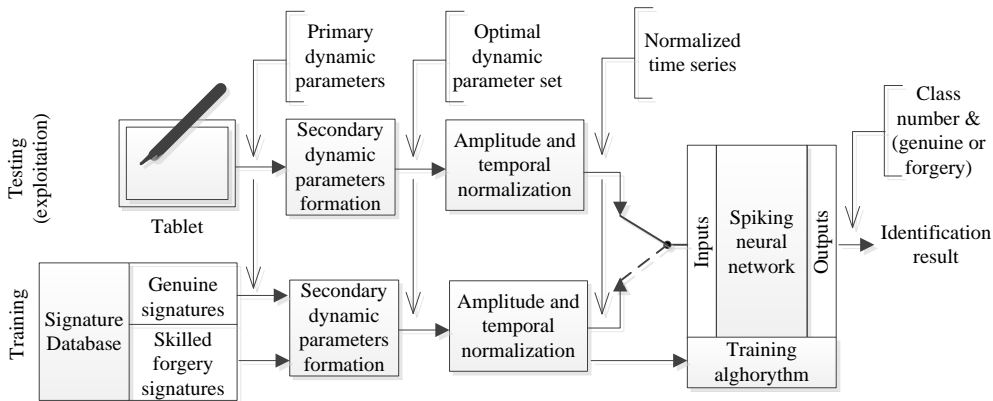 Primary
dynamic
parameters
Optimal
dynamic
parameter set
Normalized
time series
Class
number &
(genuine or
forgery)
Testing
(exploitation)
Tablet
Secondary
dynamic
parameters
formation
Amplitude and
temporal
normalization
Inputs
Spiking
neural
network
Outputs
Identification
result
Training
Signature
Database
Genuine
signatures
Skilled
forgery
signatures
Secondary
dynamic
parameters
formation
Amplitude and
temporal
normalization
Training
alghorythm